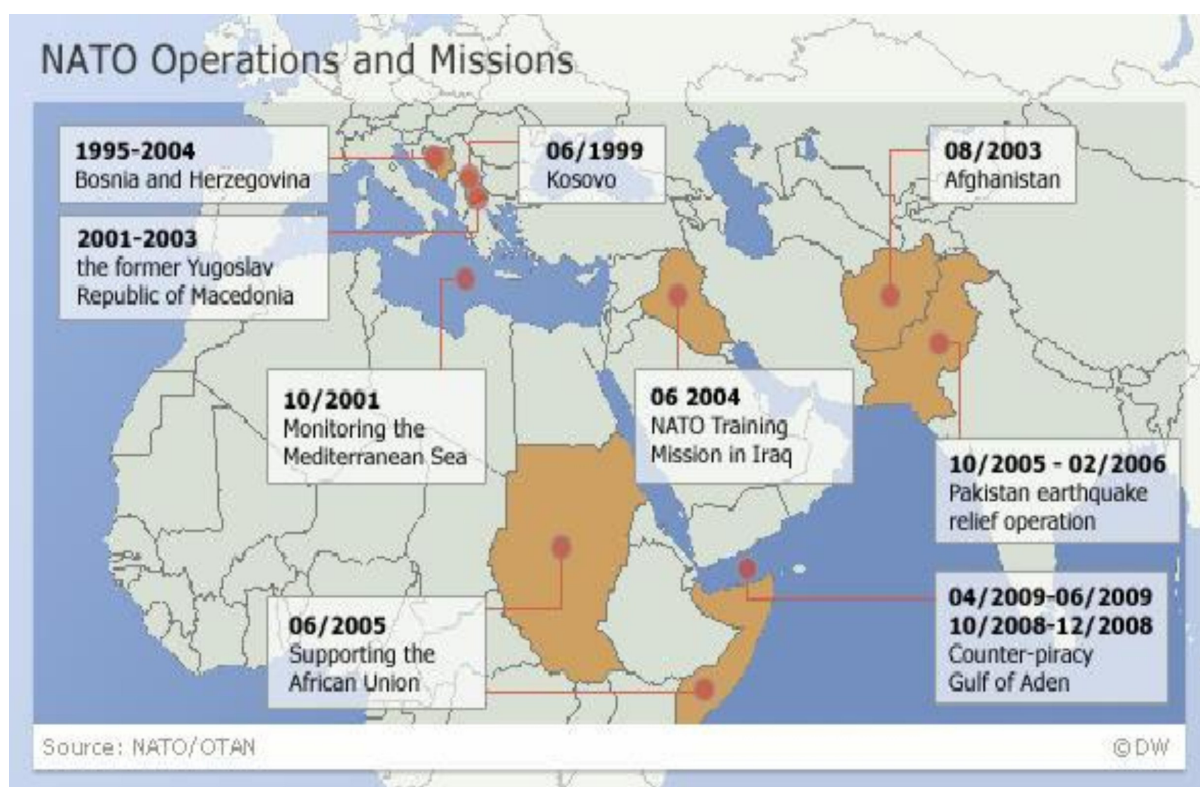 NATO Operations and Missions
1995-2004
Bosnia and Herzegovina
06/1999
Kosovo
08/2003
Afghanistan
2001-2003
the former Yugoslav
Republic of Macedonia
10/2001
Monitoring the
Mediterranean Sea
06 2004
NATO Training
Mission in Iraq
10/2005 - 02/2006
Pakistan earthquake
relief operation
06/2005
Supporting the
African Union
04/2009-06/2009
10/2008-12/2008
Counter-piracy
Gulf of Aden
Source: NATO/OTAN
©DW